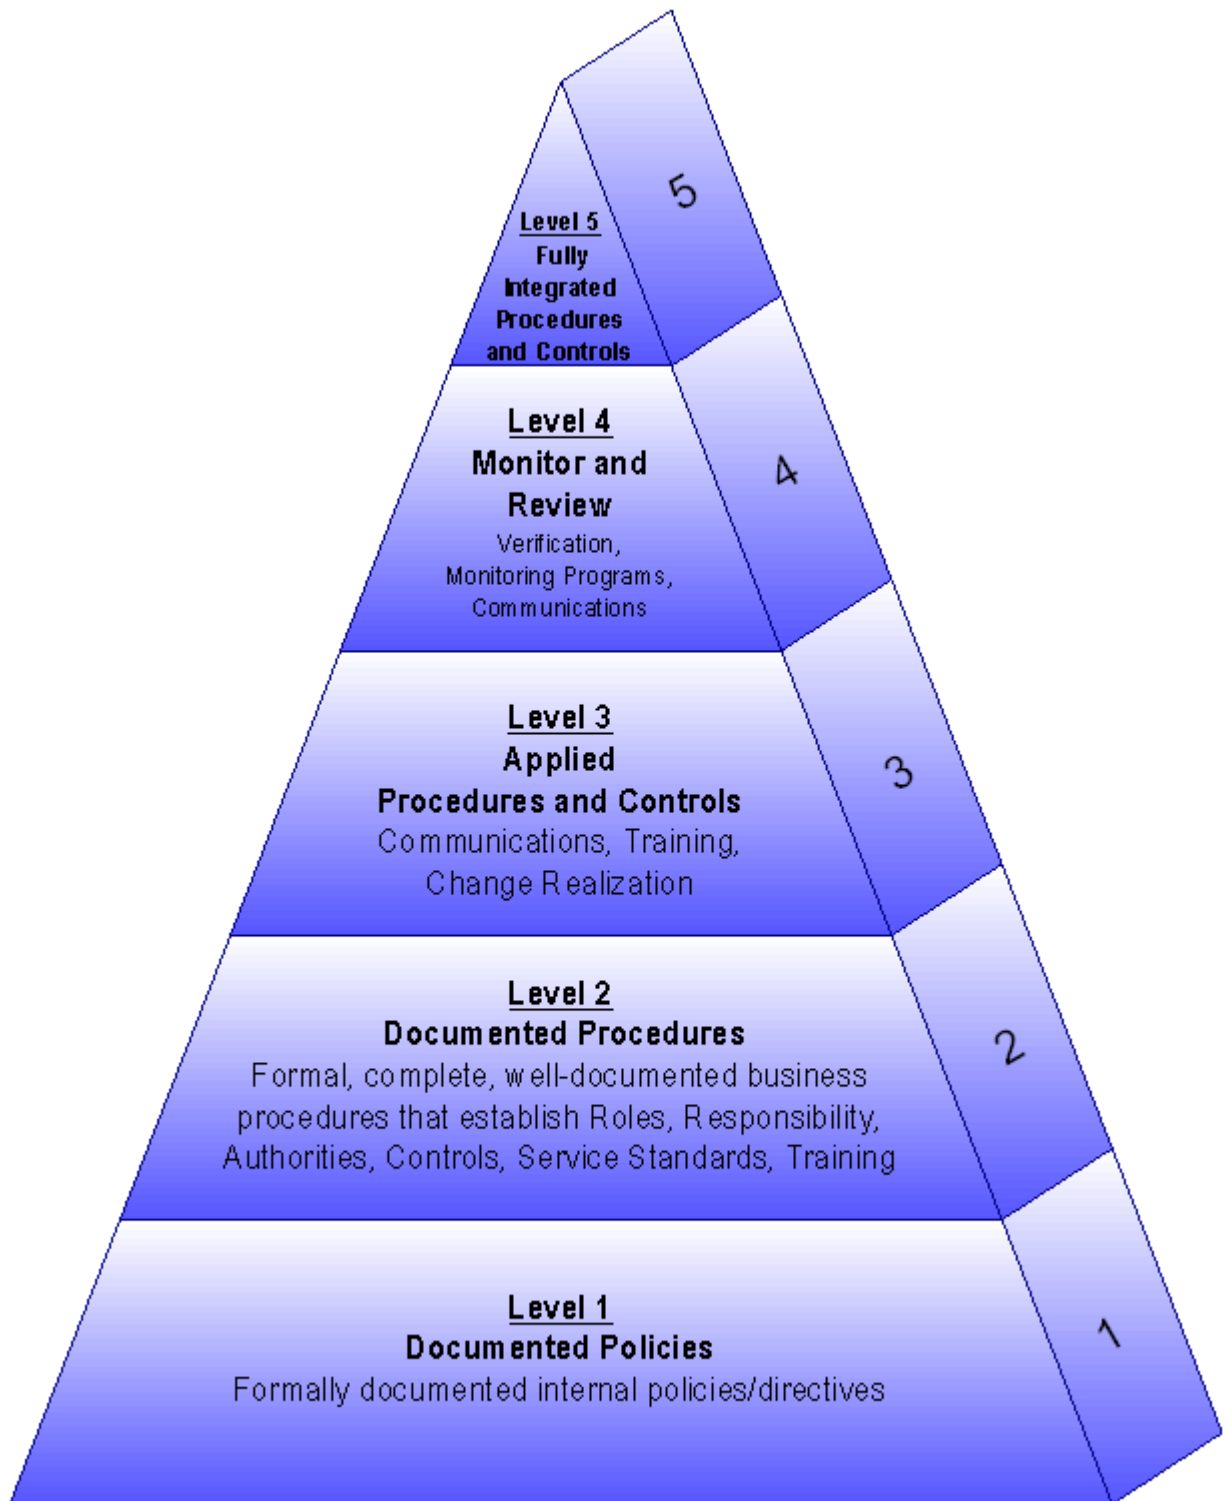 5
Level 5
Fully
Integrated
Procedures
and Controls
4
Level 4
Monitor and
Review
Verification,
Monitoring Programs,
Communications
3
Level 3
Applied
Procedures and Controls
Communications, Training,
Change Realization
2
Level 2
Documented Procedures
Formal, complete, well-documented business
procedures that establish Roles, Responsibility,
Authorities, Controls, Service Standards, Training
1
Level 1
Documented Policies
Formally documented internal policies/directives